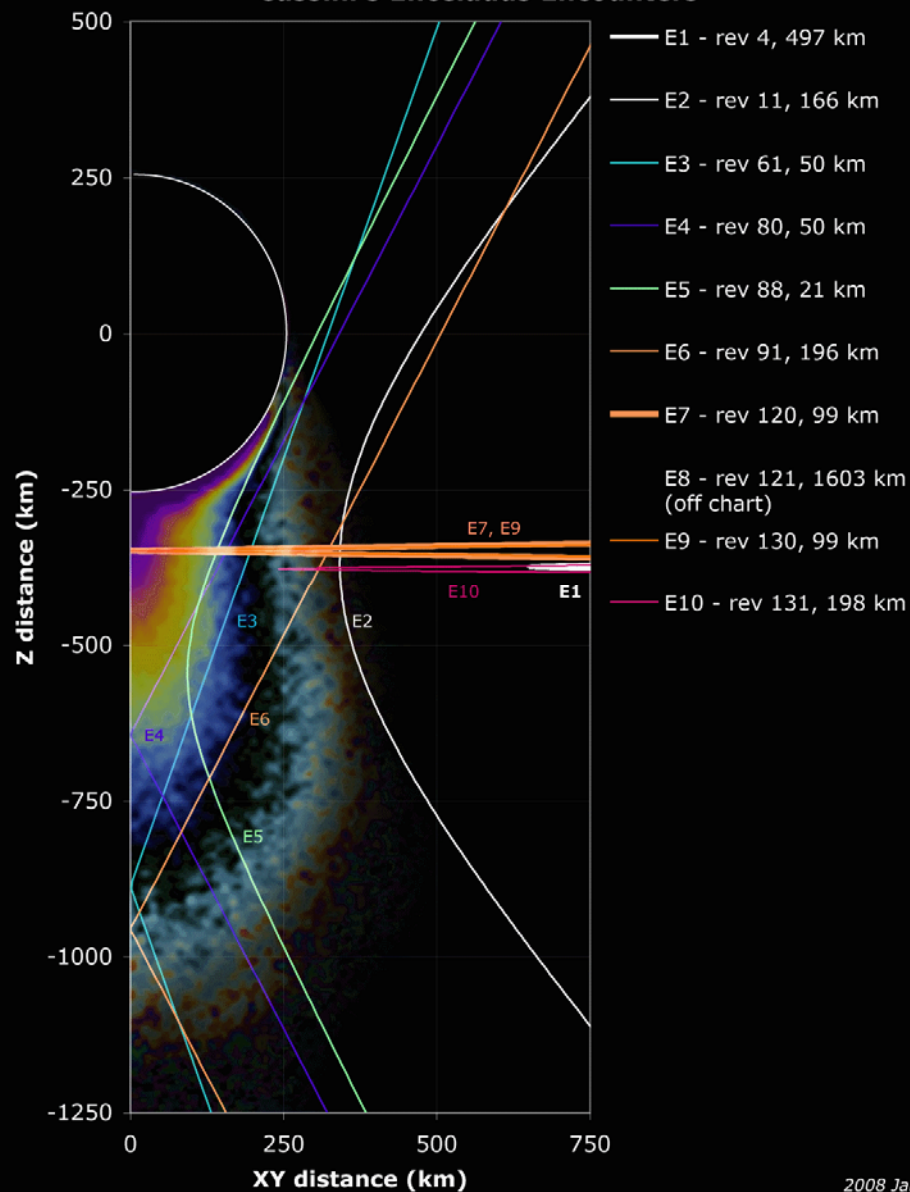 Cassini's Enceladus Encounters
500
250
0
-250
-500
-750
-1000
-1250
Z distance (km)
0
250
500
750
XY distance (km)
E7, E9
E10
E1
E3
E2
E4
E6
E5
E1 - rev 4, 497 km
E2 - rev 11, 166 km
E3 - rev 61, 50 km
E4 - rev 80, 50 km
E5 - rev 88, 21 km
E6 - rev 91, 196 km
E7 - rev 120, 99 km
E8 - rev 121, 1603 km
(off chart)
E9 - rev 130, 99 km
E10 - rev 131, 198 km
2008 Ja